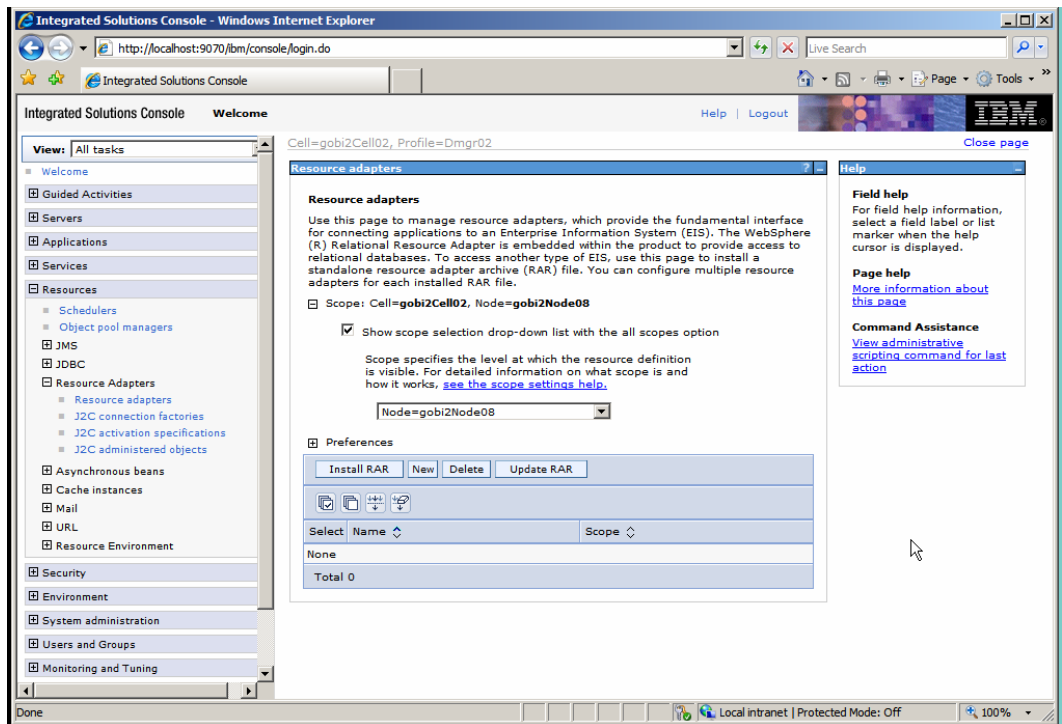 Integrated Solutions Console - Windows Internet Explorer
http://localhost:9070/ibm/console/login.do
Live Search
Integrated Solutions Console
Page
Tools
Integrated Solutions Console Welcome
Help | Logout
IBM.
View: All tasks
Welcome
Guided Activities
Servers
Applications
Services
Resources
Schedulers
Object pool managers
JMS
JDBC
Resource Adapters
Resource adapters
J2C connection factories
J2C activation specifications
J2C administered objects
Asynchronous beans
Cache instances
Mail
URL
Resource Environment
Security
Environment
System administration
Users and Groups
Monitoring and Tuning
Cell=gobi2Cell02, Profile=Dmgr02
Close page
Resource adapters
?
Resource adapters
Use this page to manage resource adapters, which provide the fundamental interface
for connecting applications to an Enterprise Information System (EIS). The WebSphere
(R) Relational Resource Adapter is embedded within the product to provide access to
relational databases. To access another type of EIS, use this page to install a
standalone resource adapter archive (RAR) file. You can configure multiple resource
adapters for each installed RAR file.
Scope: Cell=gobi2Cell02, Node=gobi2Node08
Show scope selection drop-down list with the all scopes option
Scope specifies the level at which the resource definition
is visible. For detailed information on what scope is and
how it works, see the scope settings help.
Node=gobi2Node08
Preferences
Install RAR New Delete Update RAR
Select Name Scope
None
Total 0
Help
Field help
For field help information,
select a field label or list
marker when the help
cursor is displayed.
Page help
More information about
this page
Command Assistance
View administrative
scripting command for last
action
Done
Local intranet | Protected Mode: Off
100%